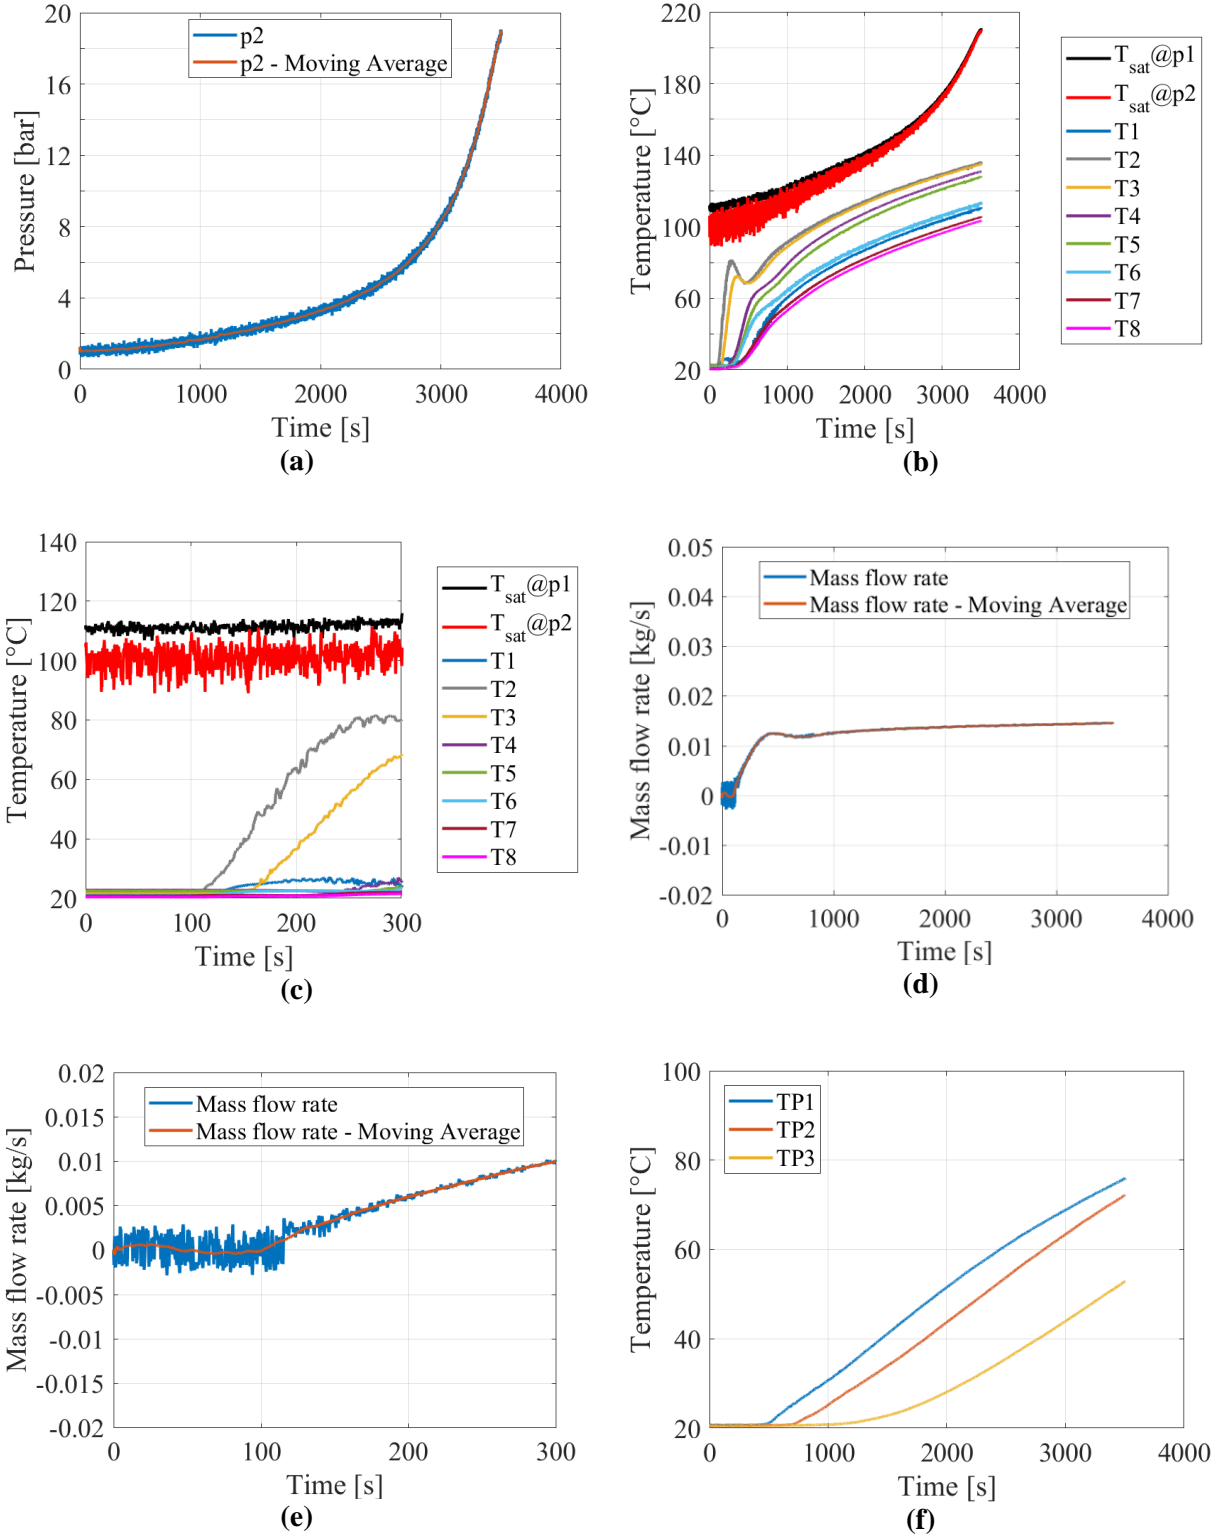 20
16
12
8
4
0
Pressure [bar]
p2
p2 - Moving Average
0 1000 2000 3000 4000
Time [s]
(a)
220
180
140
100
60
20
Temperature [°C]
0 1000 2000 3000 4000
Time [s]
T_sat@p1
T_sat@p2
T1
T2
T3
T4
T5
T6
T7
T8
(b)
140
120
100
80
60
40
20
Temperature [°C]
0 100 200 300
Time [s]
T_sat@p1
T_sat@p2
T1
T2
T3
T4
T5
T6
T7
T8
(c)
0.05
0.04
0.03
0.02
0.01
0
-0.01
-0.02
Mass flow rate [kg/s]
Mass flow rate
Mass flow rate - Moving Average
0 1000 2000 3000 4000
Time [s]
(d)
0.02
0.015
0.01
0.005
0
-0.005
-0.01
-0.015
-0.02
Mass flow rate [kg/s]
Mass flow rate
Mass flow rate - Moving Average
0 100 200 300
Time [s]
(e)
100
80
60
40
20
Temperature [°C]
TP1
TP2
TP3
0 1000 2000 3000 4000
Time [s]
(f)